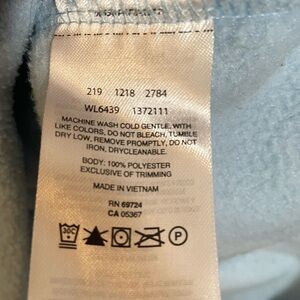 219 1218 2784
WL6439 1372111
MACHINE WASH COLD GENTLE, WITH
LIKE COLORS, DO NOT BLEACH, TUMBLE
DRY LOW, REMOVE PROMPTLY, DO NOT
IRON, DRYCLEANABLE.
BODY: 100% POLYESTER
EXCLUSIVE OF TRIMMING
MADE IN VIETNAM
RN 69724
CA 05367
30C P